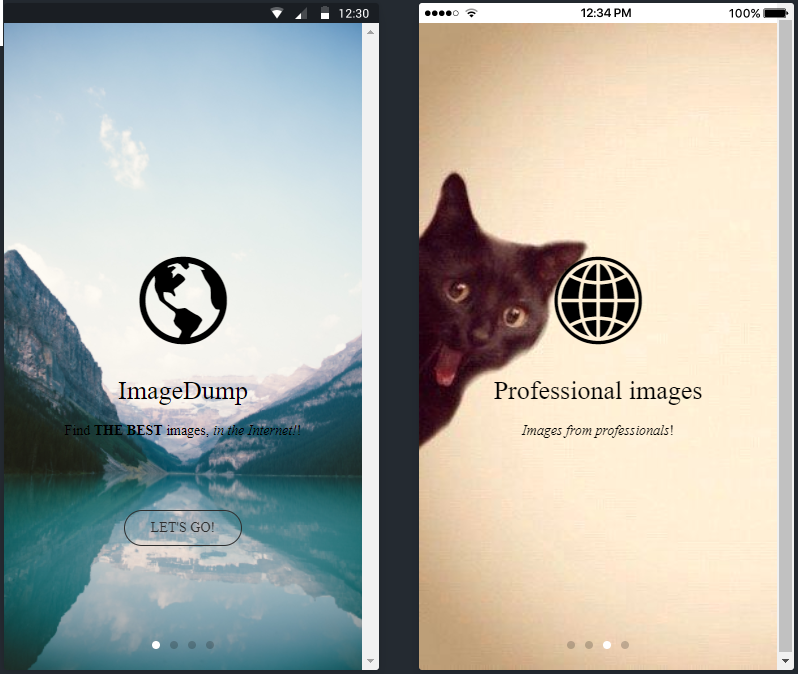 12:30
ImageDump
Find THE BEST images, in the Internet!!
LET'S GO!
12:34 PM
100%
Professional images
Images from professionals!